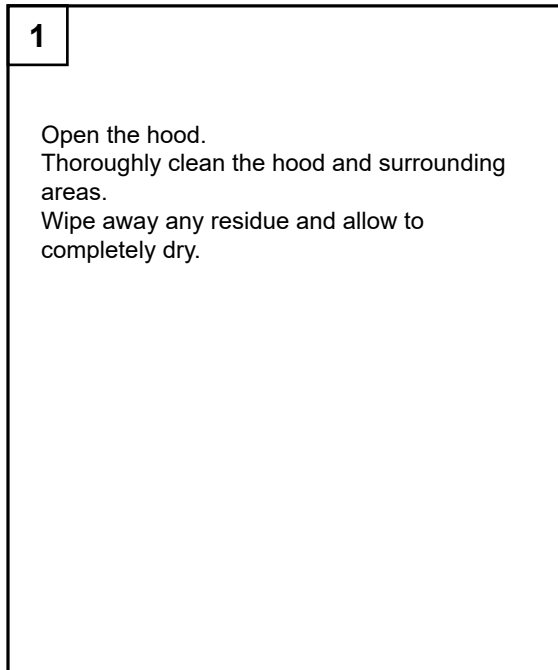 1
Open the hood.
Thoroughly clean the hood and surrounding
areas.
Wipe away any residue and allow to
completely dry.